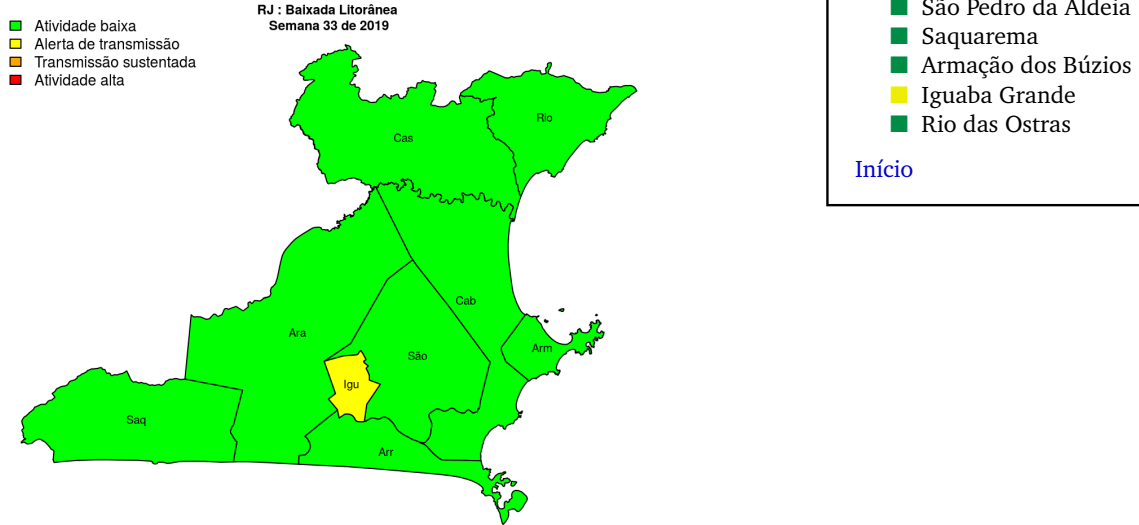 RJ : Baixada Litorânea
Semana 33 de 2019
Atividade baixa
Alerta de transmissão
Transmissão sustentada
Atividade alta
Rio
Cas
Cab
Ara
Arm
São
Igu
Saq
Arr
São Pedro da Aldeia
Saquarema
Armação dos Búzios
Iguaba Grande
Rio das Ostras
Início